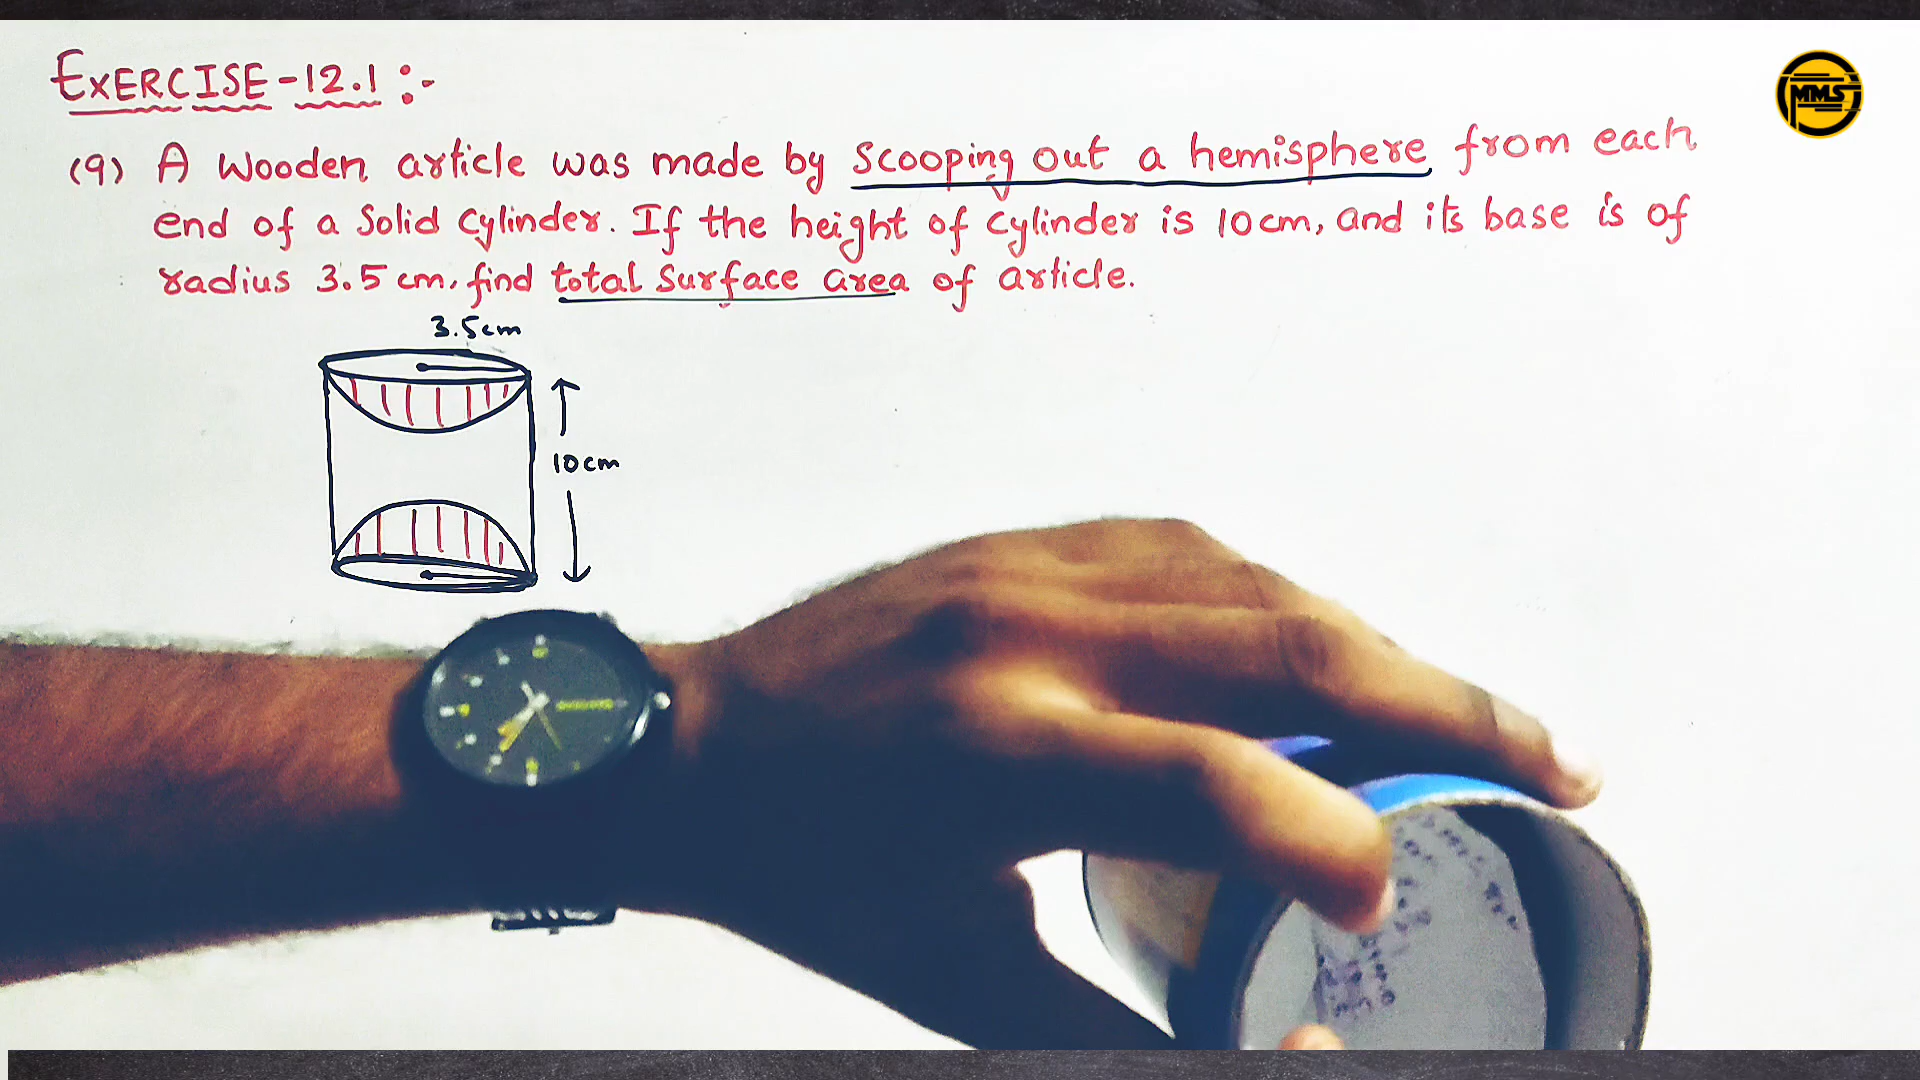 EXERCISE-12.1:-
MMS
(9) A wooden article was made by scooping out a hemisphere from each
end of a solid cylinder. If the height of cylinder is 10cm, and its base is of
radius 3.5 cm, find total surface area of article.
3.5cm
10cm